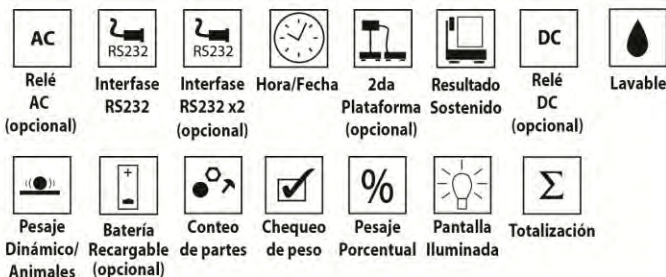 AC
RS232
RS232
DC
Relé
AC
(opcional)
Interfase
RS232
Interfase
RS232 x2
(opcional)
Hora/Fecha
2da
Plataforma
(opcional)
Resultado
Sostenido
Relé
DC
(opcional)
Lavable
%
Σ
Pesaje
Dinámico/
Animales
Batería
Recargable
(opcional)
Conteo
de partes
Chequeo
de peso
Pesaje
Porcentual
Pantalla
Iluminada
Totalización